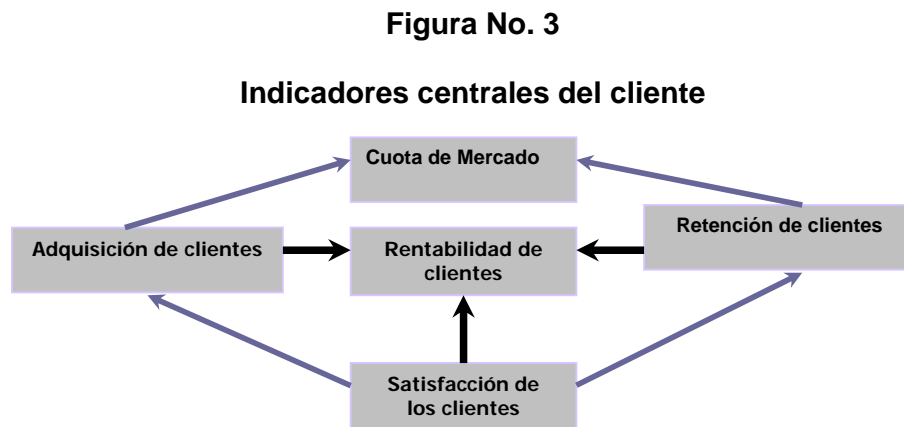 Figura No. 3
Indicadores centrales del cliente
Cuota de Mercado
Adquisición de clientes
Rentabilidad de
clientes
Retención de clientes
Satisfacción de
los clientes